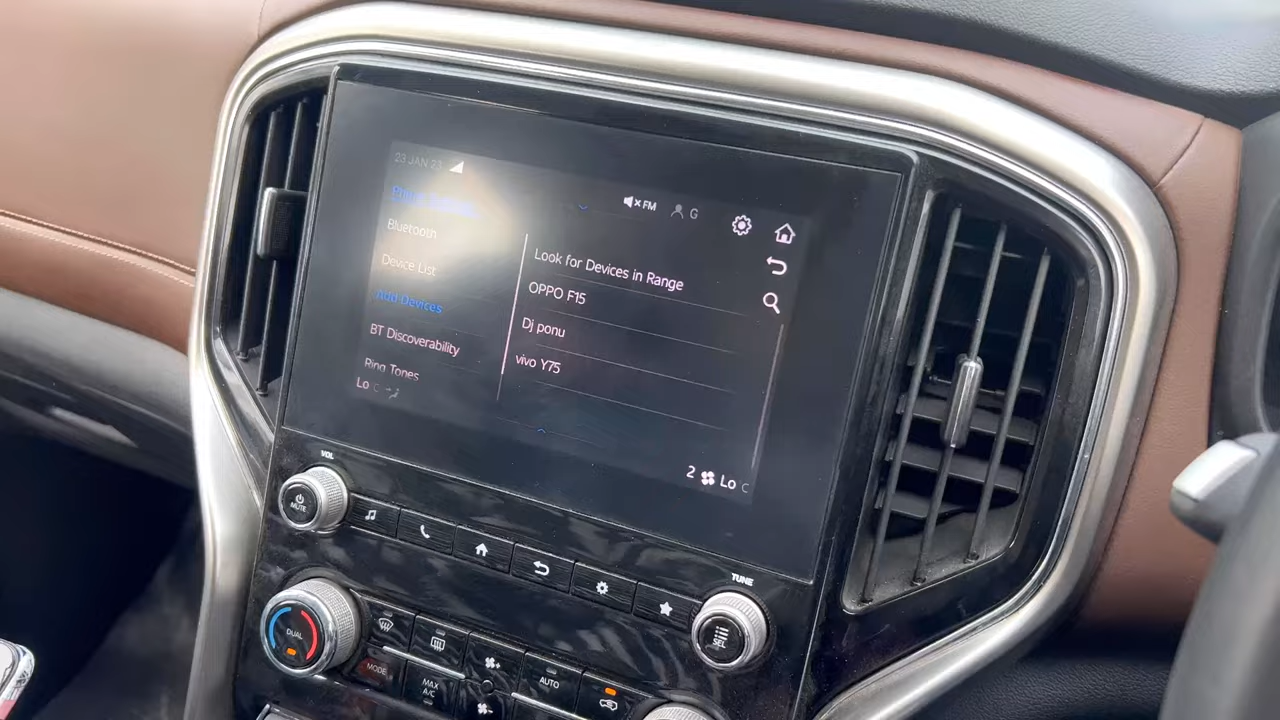 23 JAN 23
FM
G
Bluetooth
Device List
Add Devices
BT Discoverability
Ring Tones
Lo C
Look for Devices in Range
OPPO F15
Dj ponu
vivo Y75
2 Lo C
VOL
MUTE
TUNE
SEL
DUAL
MODE
MAX
A/C
AUTO